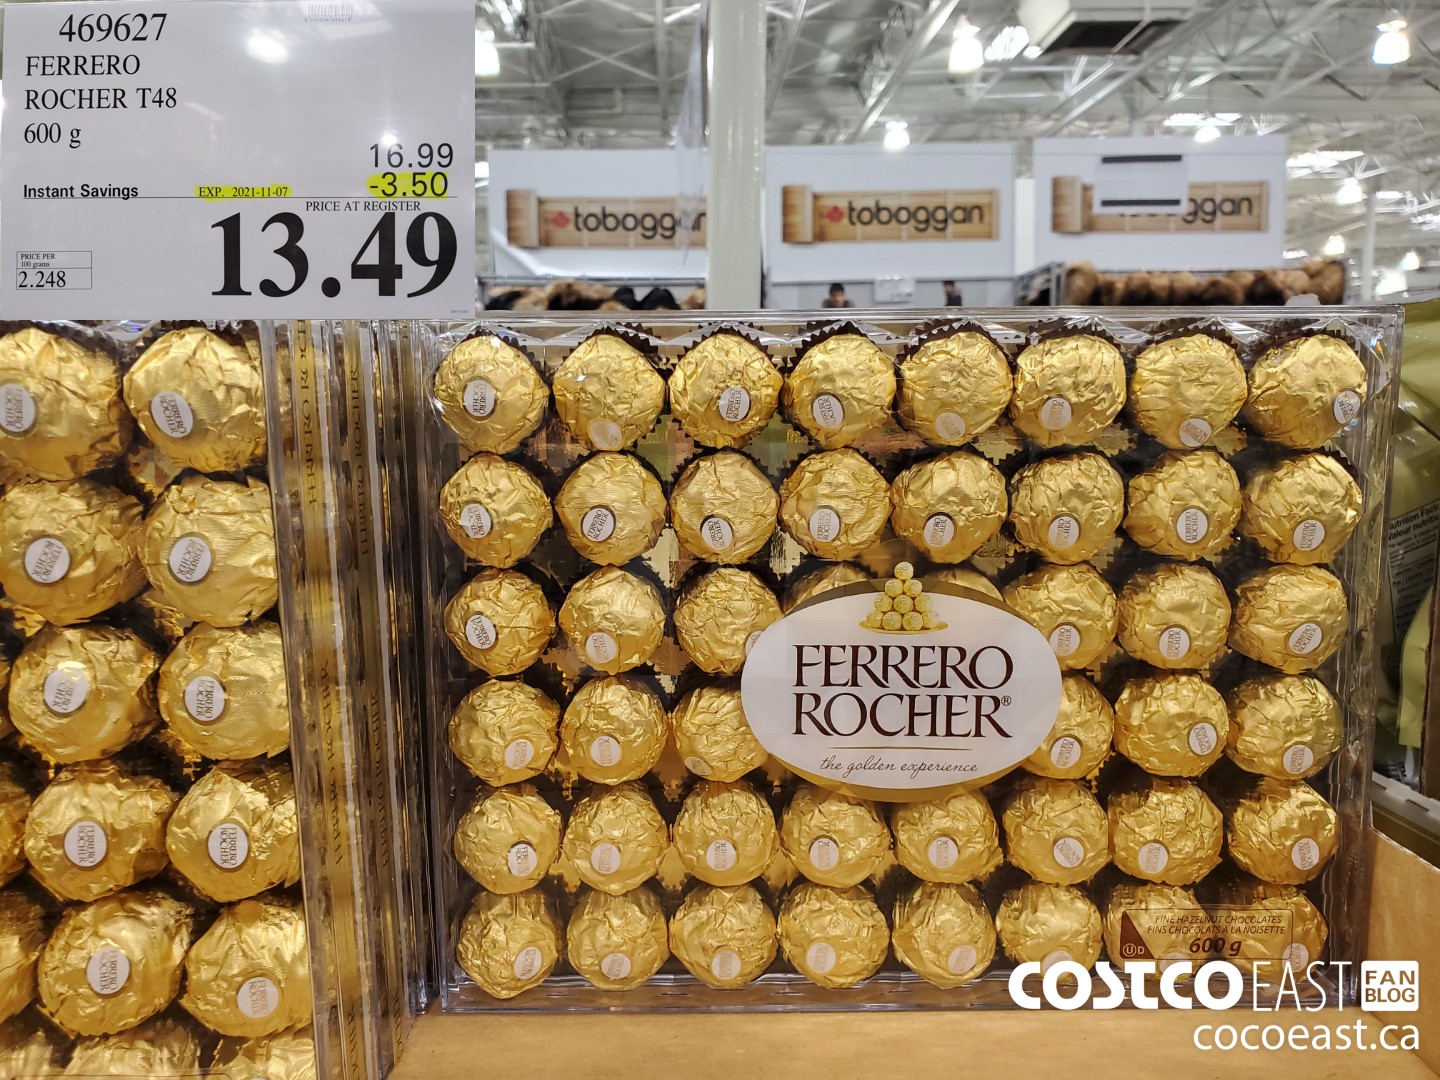 469627
FERRERO
ROCHER T48
600 g
16.99
Instant Savings
EXP. 2021-11-07
-3.50
PRICE AT REGISTER
13.49
PRICE PER
100 grams
2.248
toboggan
toboggan
ggan
FERRERO
ROCHER®
the golden experience
FINE HAZELNUT CHOCOLATES
FINS CHOCOLATS À LA NOISETTE
U D
600 g
COSTCO EAST FAN BLOG
cocoeast.ca